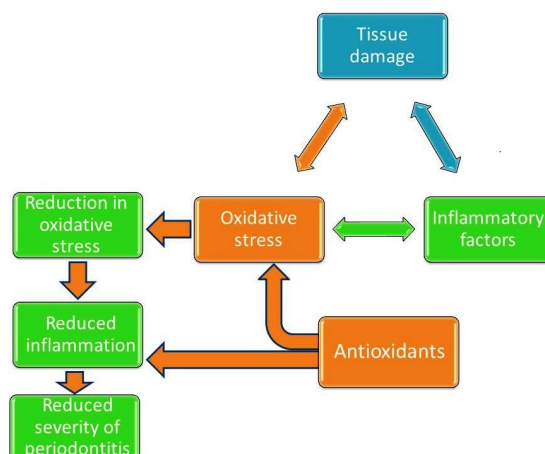 Tissue
damage
Reduction in
oxidative
stress
Oxidative
stress
Inflammatory
factors
Reduced
inflammation
Antioxidants
Reduced
severity of
periodontitis